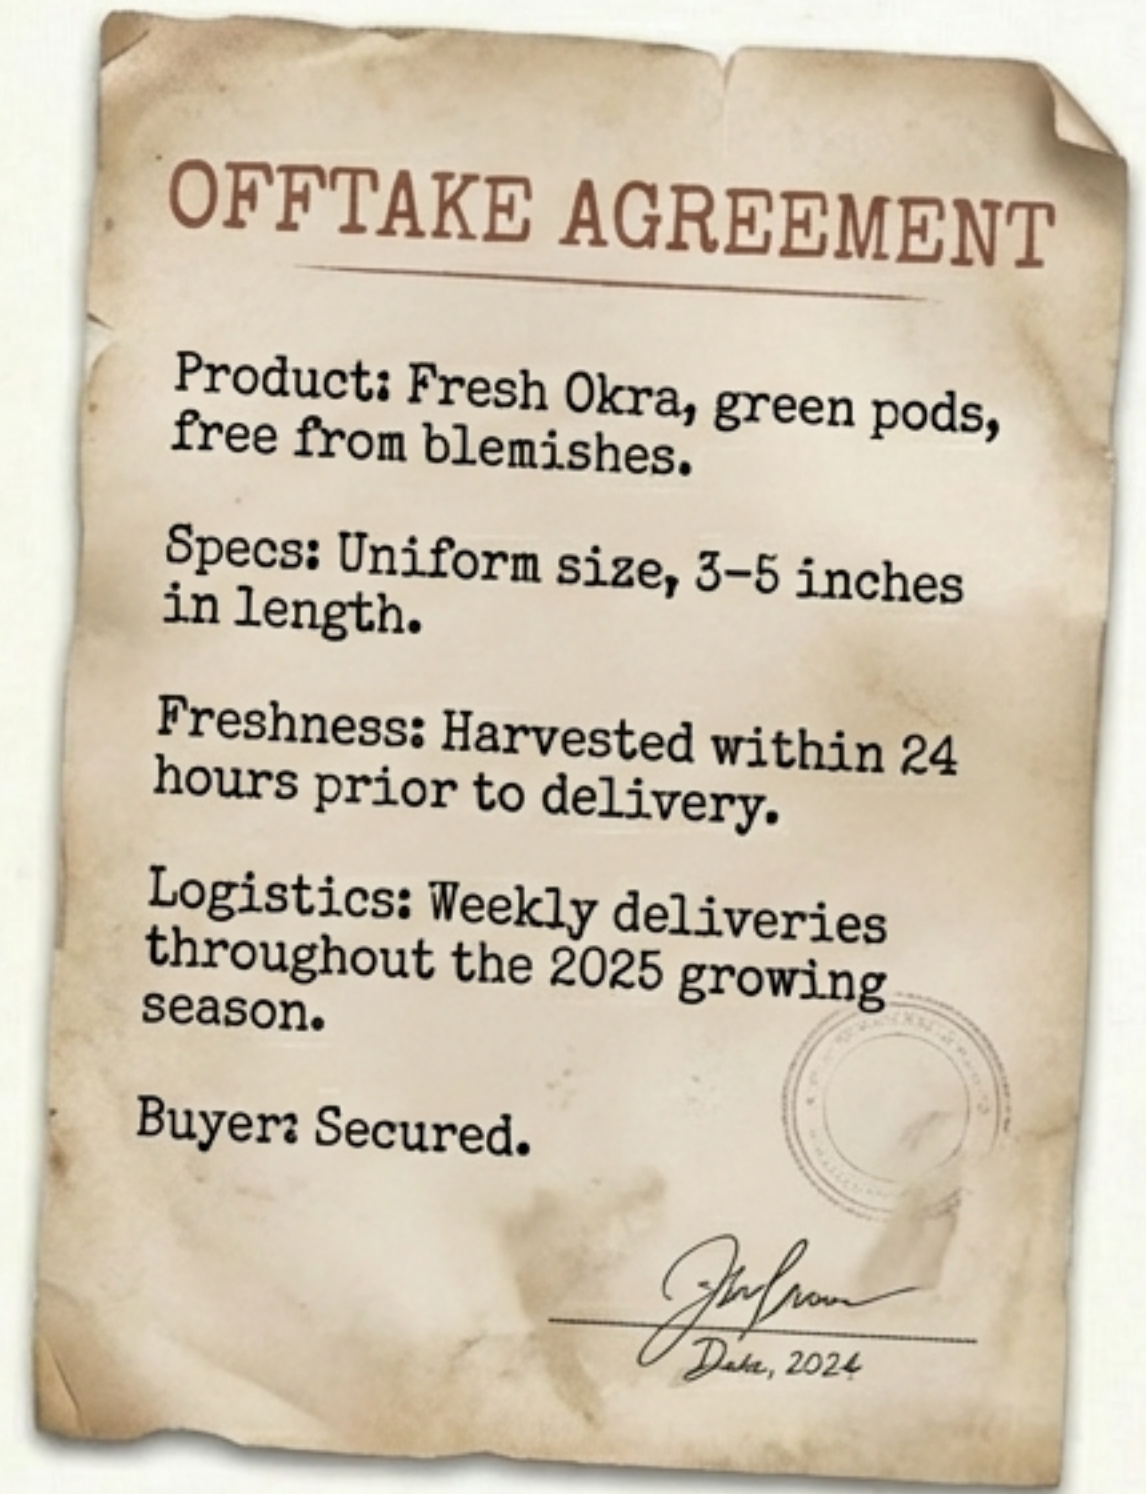 OFFTAKE AGREEMENT
Product: Fresh Okra, green pods,
free from blemishes.
Specs: Uniform size, 3–5 inches
in length.
Freshness: Harvested within 24
hours prior to delivery.
Logistics: Weekly deliveries
throughout the 2025 growing
season.
Buyer: Secured.
2024